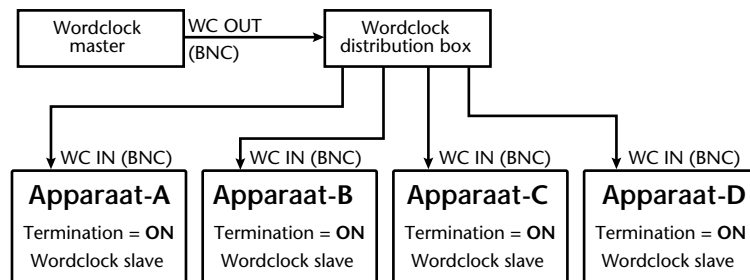 Wordclock
master
WC OUT
(BNC)
Wordclock
distribution box
WC IN (BNC)
WC IN (BNC)
WC IN (BNC)
WC IN (BNC)
Apparaat-A
Termination = ON
Wordclock slave
Apparaat-B
Termination = ON
Wordclock slave
Apparaat-C
Termination = ON
Wordclock slave
Apparaat-D
Termination = ON
Wordclock slave